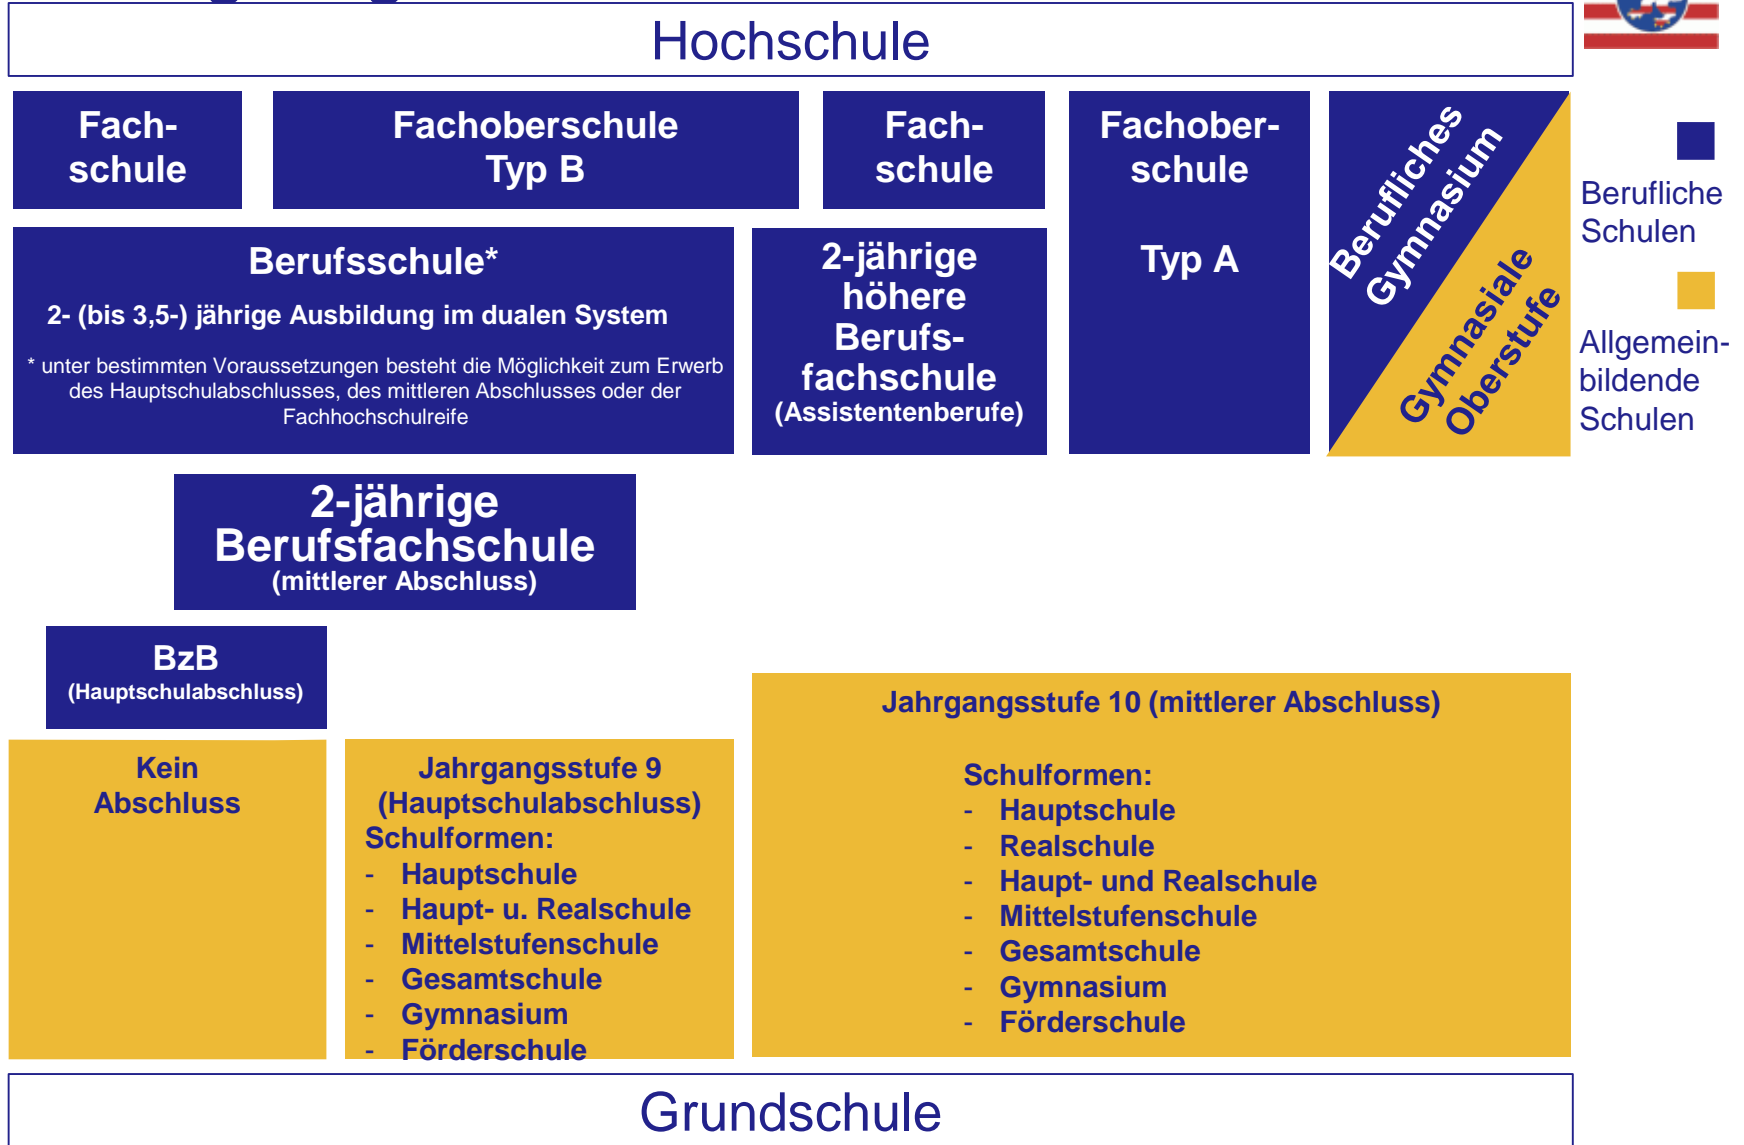 Hochschule
Fach-
schule
Fachoberschule
Typ B
Fach-
schule
Fachober-
schule
Typ A
Berufliches
Gymnasium
Gymnasiale
Oberstufe
Berufliche
Schulen
Allgemein-
bildende
Schulen
Berufsschule*
2- (bis 3,5-) jährige Ausbildung im dualen System
* unter bestimmten Voraussetzungen besteht die Möglichkeit zum Erwerb
des Hauptschulabschlusses, des mittleren Abschlusses oder der
Fachhochschulreife
2-jährige
höhere
Berufs-
fachschule
(Assistentenberufe)
2-jährige
Berufsfachschule
(mittlerer Abschluss)
BzB
(Hauptschulabschluss)
Kein
Abschluss
Jahrgangsstufe 9
(Hauptschulabschluss)
Schulformen:
- Hauptschule
- Haupt- u. Realschule
- Mittelstufenschule
- Gesamtschule
- Gymnasium
- Förderschule
Jahrgangsstufe 10 (mittlerer Abschluss)
Schulformen:
- Hauptschule
- Realschule
- Haupt- und Realschule
- Mittelstufenschule
- Gesamtschule
- Gymnasium
- Förderschule
Grundschule